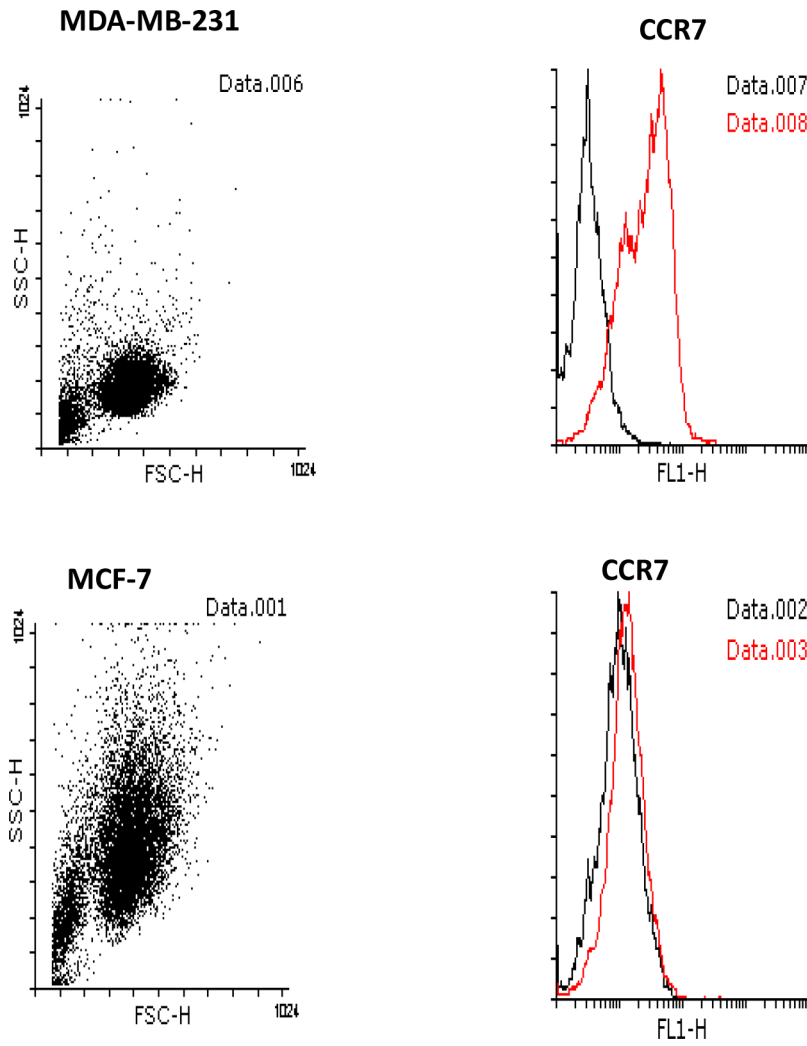 MDA-MB-231
CCR7
Data.006
1024
SSC-H
FSC-H
1024
Data.007
Data.008
FL1-H
MCF-7
CCR7
Data.001
1024
SSC-H
FSC-H
1024
Data.002
Data.003
FL1-H